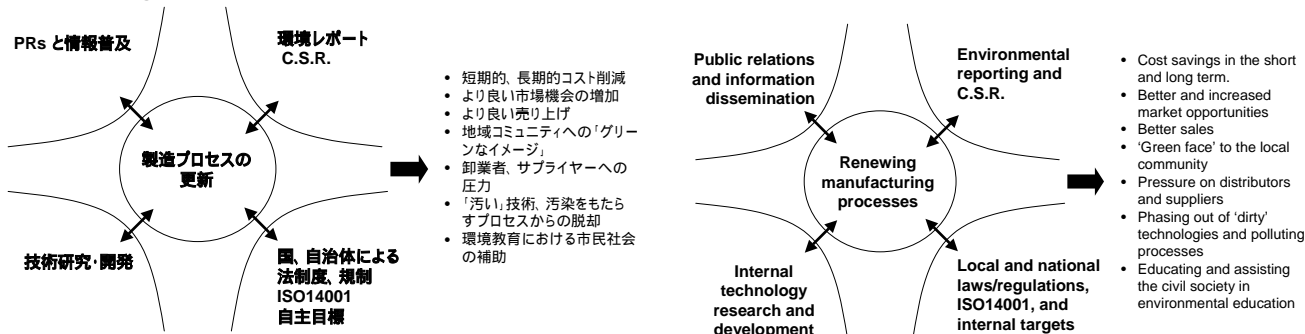 PRs と情報普及
環境レポート
C.S.R.
製造プロセスの
更新
技術研究・開発
国、自治体による
法制度、規制
ISO14001
自主目標
• 短期的、長期的コスト削減
• より良い市場機会の増加
• より良い売り上げ
• 地域コミュニティへの「グリー
ンなイメージ」
• 卸業者、サプライヤーへの
圧力
• 「汚い」技術、汚染をもたら
すプロセスからの脱却
• 環境教育における市民社会
の補助
Public relations
and information
dissemination
Environmental
reporting and
C.S.R.
Renewing
manufacturing
processes
Internal
technology
research and
development
Local and national
laws/regulations,
ISO14001, and
internal targets
• Cost savings in the short
and long term.
• Better and increased
market opportunities
• Better sales
• ‘Green face’ to the local
community
• Pressure on distributors
and suppliers
• Phasing out of ‘dirty’
technologies and polluting
processes
• Educating and assisting
the civil society in
environmental education